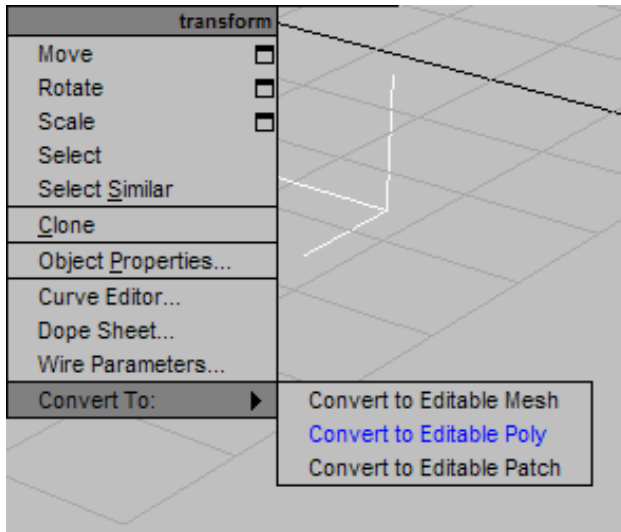 transform
Move
Rotate
Scale
Select
Select Similar
Clone
Object Properties...
Curve Editor...
Dope Sheet...
Wire Parameters...
Convert To:
Convert to Editable Mesh
Convert to Editable Poly
Convert to Editable Patch